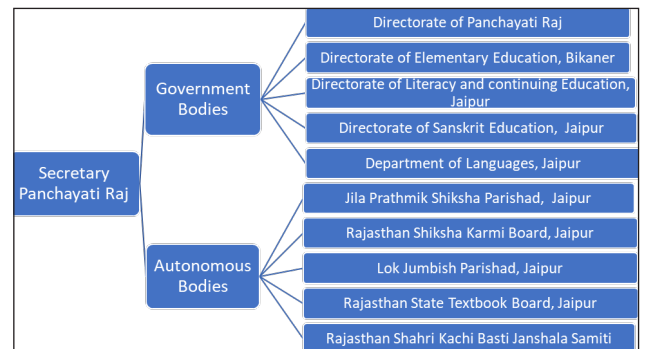 Directorate of Panchayati Raj
Directorate of Elementary Education, Bikaner
Government
Bodies
Directorate of Literacy and continuing Education,
Jaipur
Directorate of Sanskrit Education, Jaipur
Department of Languages, Jaipur
Secretary
Panchayati Raj
Jila Prathmik Shiksha Parishad, Jaipur
Rajasthan Shiksha Karmi Board, Jaipur
Autonomous
Bodies
Lok Jumbish Parishad, Jaipur
Rajasthan State Textbook Board, Jaipur
Rajasthan Shahri Kachi Basti Janshala Samiti